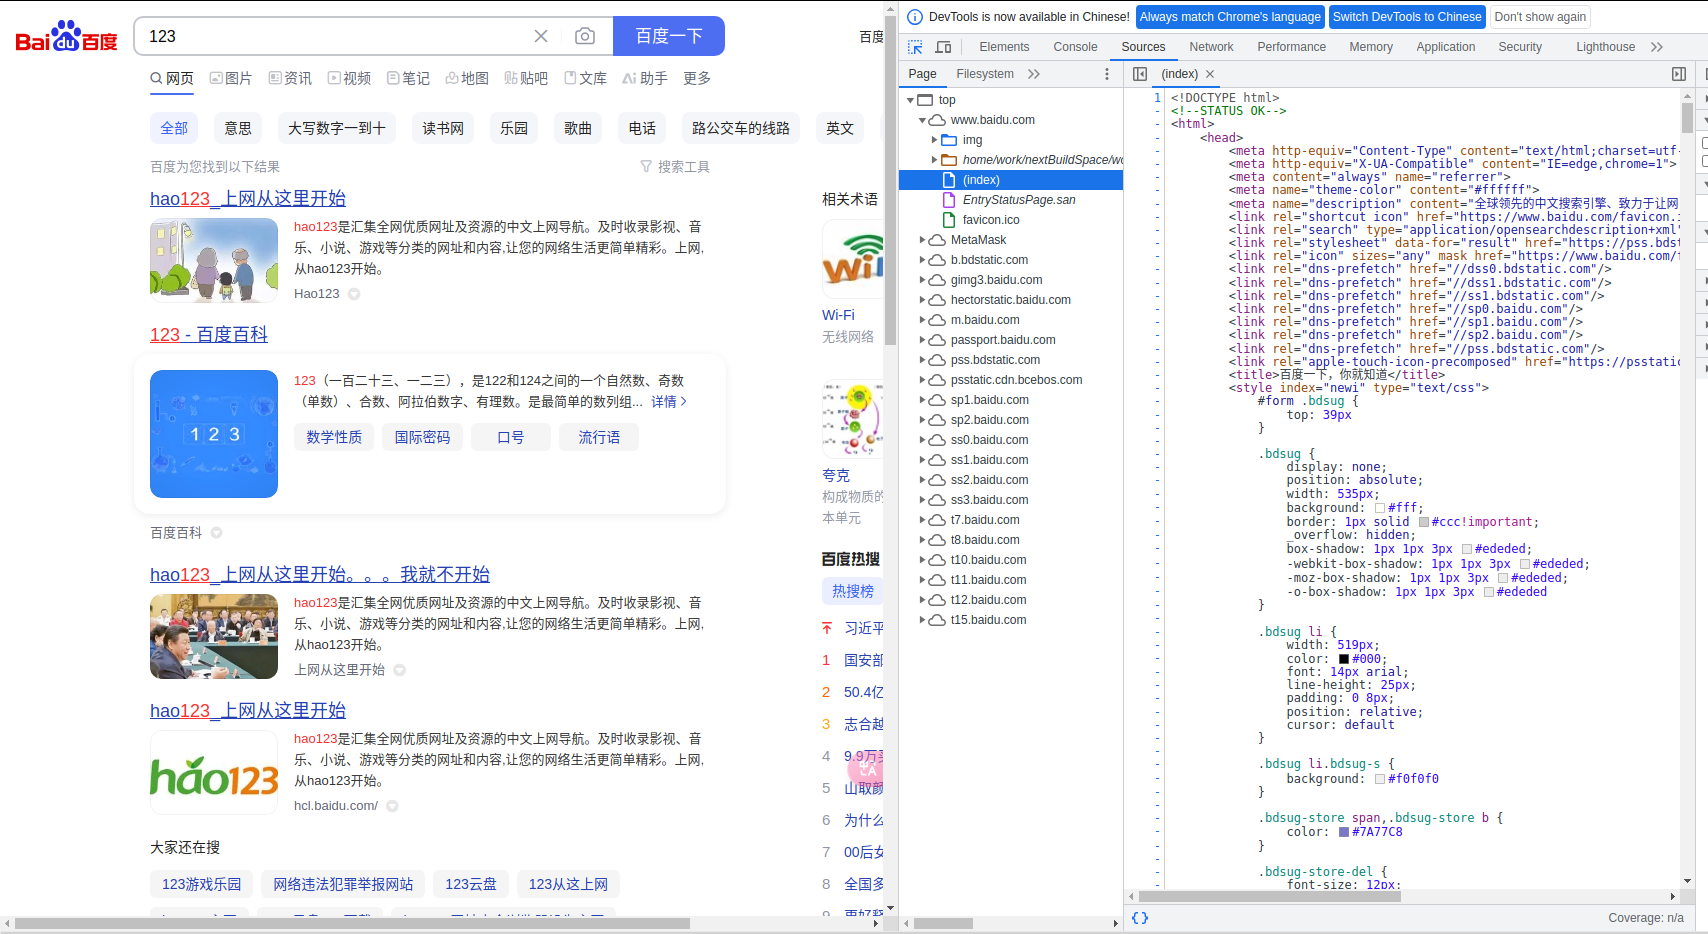 Bai du 百度
123
百度一下
百度
网页 图片 资讯 视频 笔记 地图 贴吧 文库 助手 更多
全部 意思 大写数字一到十 读书网 乐园 歌曲 电话 路公交车的线路 英文
百度为您找到以下结果
搜索工具
hao123_上网从这里开始
hao123是汇集全网优质网址及资源的中文上网导航。及时收录影视、音
乐、小说、游戏等分类的网址和内容,让您的网络生活更简单精彩。上网,
从hao123开始。
Hao123
123 - 百度百科
123
123（一百二十三、一二三），是122和124之间的一个自然数、奇数
（单数）、合数、阿拉伯数字、有理数。是最简单的数列组... 详情
数学性质 国际密码 口号 流行语
百度百科
hao123_上网从这里开始。。。我就不开始
hao123是汇集全网优质网址及资源的中文上网导航。及时收录影视、音
乐、小说、游戏等分类的网址和内容,让您的网络生活更简单精彩。上网,
从hao123开始。
上网从这里开始
hao123_上网从这里开始
hao123
hao123是汇集全网优质网址及资源的中文上网导航。及时收录影视、音
乐、小说、游戏等分类的网址和内容,让您的网络生活更简单精彩。上网,
从hao123开始。
hcl.baidu.com/
大家还在搜
123游戏乐园 网络违法犯罪举报网站 123云盘 123从这上网
相关术语
Wi-Fi
无线网络
夸克
构成物质的
本单元
百度热搜
热搜榜
习近平
1 国安部
2 50.4亿
3 志合越
4 9.9万
5 山取颜
6 为什么
7 00后女
8 全国多
DevTools is now available in Chinese! Always match Chrome's language Switch DevTools to Chinese Don't show again
Elements Console Sources Network Performance Memory Application Security Lighthouse
Page Filesystem
(index)
top
www.baidu.com
img
home/work/nextBuildSpace/wo
(index)
EntryStatusPage.san
favicon.ico
MetaMask
b.bdstatic.com
gimg3.baidu.com
hectorstatic.baidu.com
m.baidu.com
passport.baidu.com
pss.bdstatic.com
psstatic.cdn.bcebos.com
sp1.baidu.com
sp2.baidu.com
ss0.baidu.com
ss1.baidu.com
ss2.baidu.com
ss3.baidu.com
t7.baidu.com
t8.baidu.com
t10.baidu.com
t11.baidu.com
t12.baidu.com
t15.baidu.com
1 <!DOCTYPE html>
- <!--STATUS OK-->
- <html>
- <head>
- <meta http-equiv="Content-Type" content="text/html;charset=utf-
- <meta http-equiv="X-UA-Compatible" content="IE=edge,chrome=1">
- <meta content="always" name="referrer">
- <meta name="theme-color" content="#ffffff">
- <meta name="description" content="全球领先的中文搜索引擎、致力于让网
- <link rel="shortcut icon" href="https://www.baidu.com/favicon.i
- <link rel="search" type="application/opensearchdescription+xml"
- <link rel="stylesheet" data-for="result" href="https://pss.bdst
- <link rel="icon" sizes="any" mask href="https://www.baidu.com/f
- <link rel="dns-prefetch" href="//dss0.bdstatic.com"/>
- <link rel="dns-prefetch" href="//dss1.bdstatic.com"/>
- <link rel="dns-prefetch" href="//ss1.bdstatic.com"/>
- <link rel="dns-prefetch" href="//sp0.baidu.com"/>
- <link rel="dns-prefetch" href="//sp1.baidu.com"/>
- <link rel="dns-prefetch" href="//sp2.baidu.com"/>
- <link rel="dns-prefetch" href="//pss.bdstatic.com"/>
- <link rel="apple-touch-icon-precomposed" href="https://psstatic
- <title>百度一下，你就知道</title>
- <style index="newi" type="text/css">
- #form .bdsug {
- top: 39px
- }
-
- .bdsug {
- display: none;
- position: absolute;
- width: 535px;
- background: #fff;
- border: 1px solid #ccc!important;
- _overflow: hidden;
- box-shadow: 1px 1px 3px #ededed;
- -webkit-box-shadow: 1px 1px 3px #ededed;
- -moz-box-shadow: 1px 1px 3px #ededed;
- -o-box-shadow: 1px 1px 3px #ededed
- }
-
- .bdsug li {
- width: 519px;
- color: #000;
- font: 14px arial;
- line-height: 25px;
- padding: 0 8px;
- position: relative;
- cursor: default
- }
-
- .bdsug li.bdsug-s {
- background: #f0f0f0
- }
-
- .bdsug-store span,.bdsug-store b {
- color: #7A77C8
- }
-
- .bdsug-store-del {
- font-size: 12px;
{} Coverage: n/a